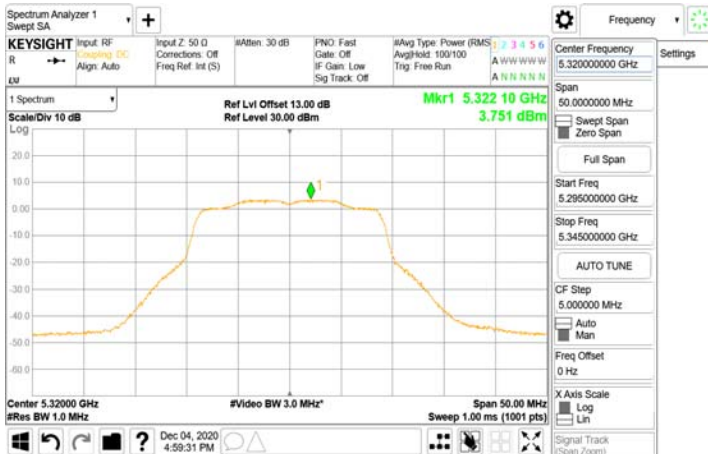 Spectrum Analyzer 1
Swept SA
Frequency
KEYSIGHT Input: RF Input Z: 50 Ω #Atten: 30 dB PNO: Fast #Avg Type: Power (RMS 1 2 3 4 5 6
R Coupling: DC Corrections: Off Gate: Off Avg|Hold: 100/100 A W W W W W
Align: Auto Freq Ref: Int (S) IF Gain: Low Trig: Free Run
LXI Sig Track: Off A N N N N N
Center Frequency
5.320000000 GHz
Settings
Span
50.0000000 MHz
Swept Span
Zero Span
Full Span
Start Freq
5.295000000 GHz
Stop Freq
5.345000000 GHz
AUTO TUNE
CF Step
5.000000 MHz
Auto
Man
Freq Offset
0 Hz
X Axis Scale
Log
Lin
Signal Track
(Span Zoom)
1 Spectrum
Scale/Div 10 dB
Ref Lvl Offset 13.00 dB
Ref Level 30.00 dBm
Mkr1 5.322 10 GHz
3.751 dBm
Log
20.0
10.0
0.00
-10.0
-20.0
-30.0
-40.0
-50.0
-60.0
1
Center 5.32000 GHz #Video BW 3.0 MHz* Span 50.00 MHz
#Res BW 1.0 MHz Sweep 1.00 ms (1001 pts)
Dec 04, 2020
4:59:31 PM